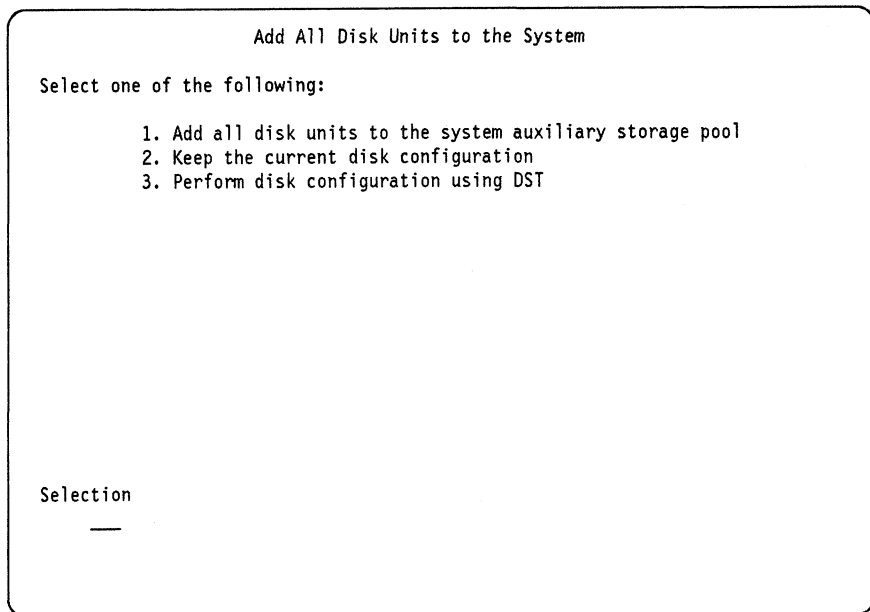 Add All Disk Units to the System
Select one of the following:
1. Add all disk units to the system auxiliary storage pool
2. Keep the current disk configuration
3. Perform disk configuration using DST
Selection